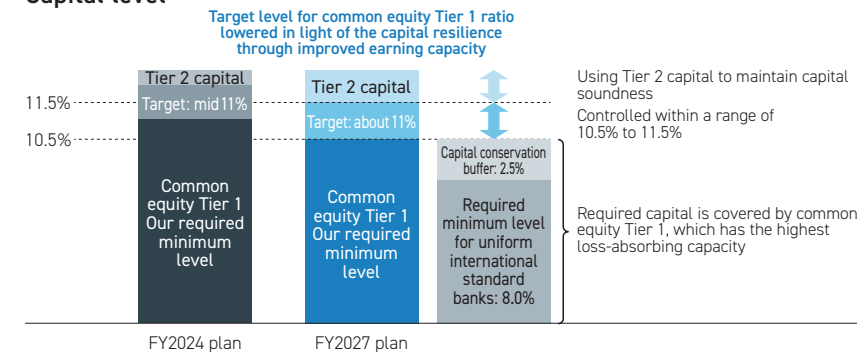 Capital level
Target level for common equity Tier 1 ratio
lowered in light of the capital resilience
through improved earning capacity
Tier 2 capital
Target: mid 11%
Common
equity Tier 1
Our required
minimum
level
FY2024 plan
Tier 2 capital
Target: about 11%
Common
equity Tier 1
Our required
minimum
level
FY2027 plan
11.5%
10.5%
Capital conservation
buffer: 2.5%
Required
minimum level
for uniform
international
standard
banks: 8.0%
Using Tier 2 capital to maintain capital
soundness
Controlled within a range of
10.5% to 11.5%
Required capital is covered by common
equity Tier 1, which has the highest
loss-absorbing capacity